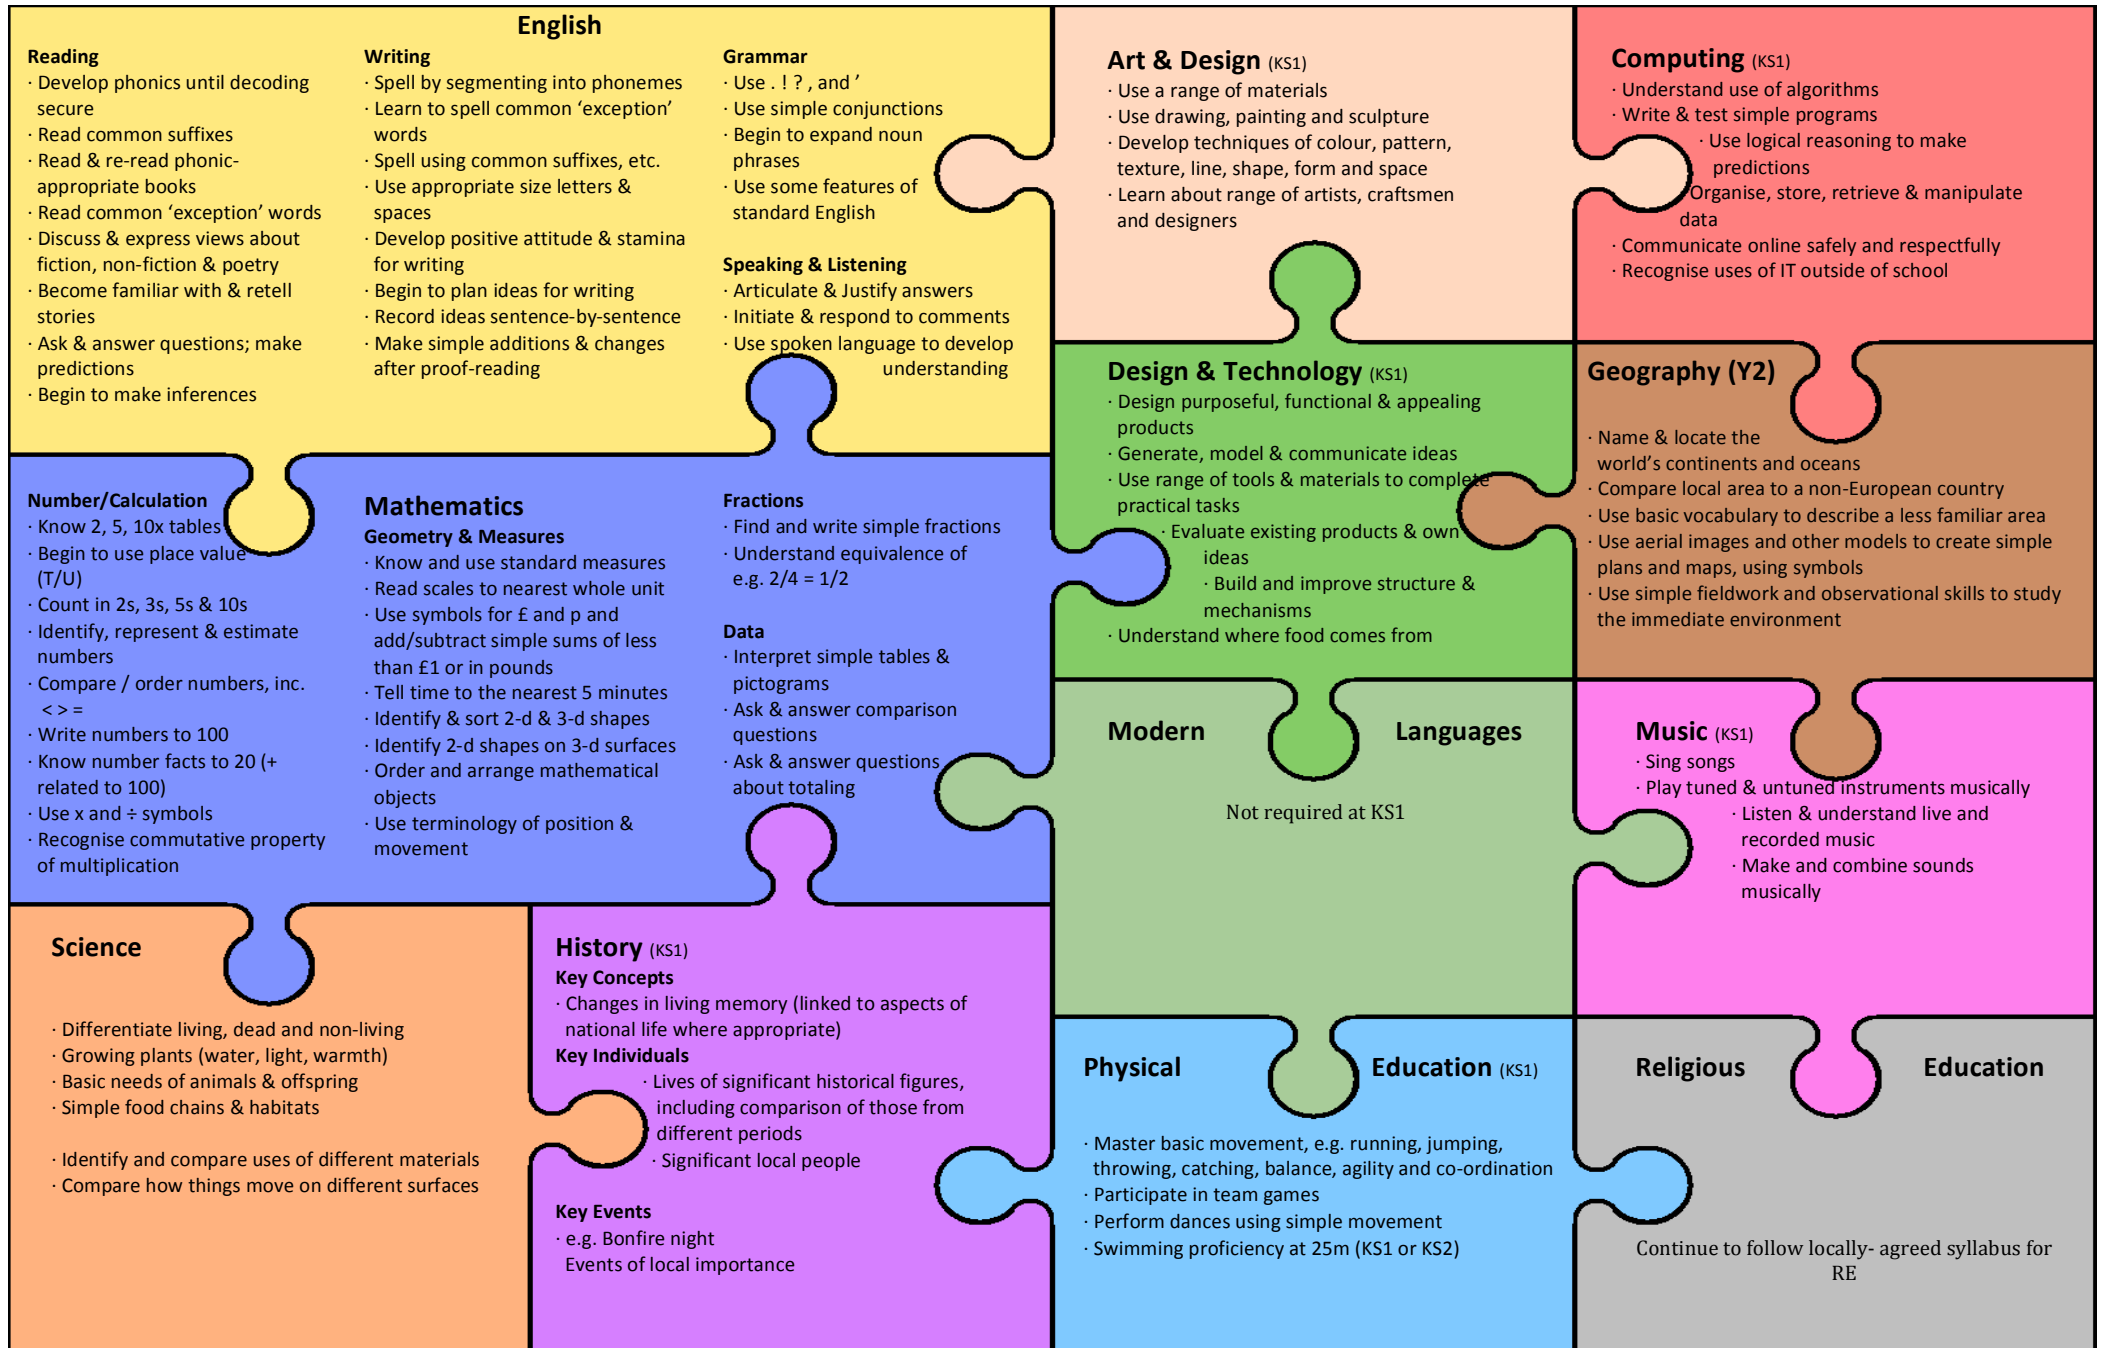 English
Reading
· Develop phonics until decoding
secure
· Read common suffixes
· Read & re-read phonic-
appropriate books
· Read common ‘exception’ words
· Discuss & express views about
fiction, non-fiction & poetry
· Become familiar with & retell
stories
· Ask & answer questions; make
predictions
· Begin to make inferences
Writing
· Spell by segmenting into phonemes
· Learn to spell common ‘exception’
words
· Spell using common suffixes, etc.
· Use appropriate size letters &
spaces
· Develop positive attitude & stamina
for writing
· Begin to plan ideas for writing
· Record ideas sentence-by-sentence
· Make simple additions & changes
after proof-reading
Grammar
· Use . ! ? , and ’
· Use simple conjunctions
· Begin to expand noun
phrases
· Use some features of
standard English
Speaking & Listening
· Articulate & Justify answers
· Initiate & respond to comments
· Use spoken language to develop
understanding
Art & Design (KS1)
· Use a range of materials
· Use drawing, painting and sculpture
· Develop techniques of colour, pattern,
texture, line, shape, form and space
· Learn about range of artists, craftsmen
and designers
Computing (KS1)
· Understand use of algorithms
· Write & test simple programs
· Use logical reasoning to make
predictions
Organise, store, retrieve & manipulate
data
· Communicate online safely and respectfully
· Recognise uses of IT outside of school
Number/Calculation
· Know 2, 5, 10x tables
· Begin to use place value
(T/U)
· Count in 2s, 3s, 5s & 10s
· Identify, represent & estimate
numbers
· Compare / order numbers, inc.
< > =
· Write numbers to 100
· Know number facts to 20 (+
related to 100)
· Use x and ÷ symbols
· Recognise commutative property
of multiplication
Mathematics
Geometry & Measures
· Know and use standard measures
· Read scales to nearest whole unit
· Use symbols for £ and p and
add/subtract simple sums of less
than £1 or in pounds
· Tell time to the nearest 5 minutes
· Identify & sort 2-d & 3-d shapes
· Identify 2-d shapes on 3-d surfaces
· Order and arrange mathematical
objects
· Use terminology of position &
movement
Fractions
· Find and write simple fractions
· Understand equivalence of
e.g. 2/4 = 1/2
Data
· Interpret simple tables &
pictograms
· Ask & answer comparison
questions
· Ask & answer questions
about totaling
Design & Technology (KS1)
· Design purposeful, functional & appealing
products
· Generate, model & communicate ideas
· Use range of tools & materials to complete
practical tasks
· Evaluate existing products & own
ideas
· Build and improve structure &
mechanisms
· Understand where food comes from
Geography (Y2)
· Name & locate the
world’s continents and oceans
· Compare local area to a non-European country
· Use basic vocabulary to describe a less familiar area
· Use aerial images and other models to create simple
plans and maps, using symbols
· Use simple fieldwork and observational skills to study
the immediate environment
Modern Languages
Not required at KS1
Music (KS1)
· Sing songs
· Play tuned & untuned instruments musically
· Listen & understand live and
recorded music
· Make and combine sounds
musically
Science
· Differentiate living, dead and non-living
· Growing plants (water, light, warmth)
· Basic needs of animals & offspring
· Simple food chains & habitats
· Identify and compare uses of different materials
· Compare how things move on different surfaces
History (KS1)
Key Concepts
· Changes in living memory (linked to aspects of
national life where appropriate)
Key Individuals
· Lives of significant historical figures,
including comparison of those from
different periods
· Significant local people
Key Events
· e.g. Bonfire night
Events of local importance
Physical Education (KS1)
· Master basic movement, e.g. running, jumping,
throwing, catching, balance, agility and co-ordination
· Participate in team games
· Perform dances using simple movement
· Swimming proficiency at 25m (KS1 or KS2)
Religious Education
Continue to follow locally- agreed syllabus for
RE